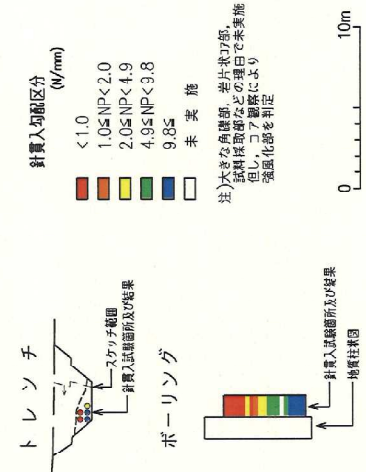 トレンチ
スケッチ範囲
針貫入試験箇所及び結果
ボーリング
針貫入試験箇所及び結果
地質柱状図
針貫入勾配区分
(N/mm)
<1.0
1.0≦NP<2.0
2.0≦NP<4.9
4.9≦NP<9.8
9.8≦
未実施
注)大きな角礫部、岩片状コア部,
試料採取部などの理由で未実施
但し、コア観察により
強風化部を判定
0
10m